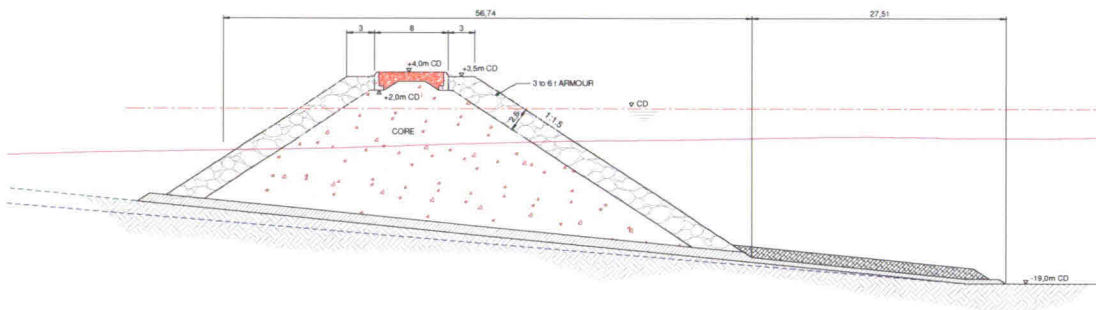 56,74
27,51
3
8
3
+4,0m CD
+3,5m CD
3 to 6 t ARMOUR
+2,0m CD
CD
CORE
2,6
1:1.5
-19,0m CD